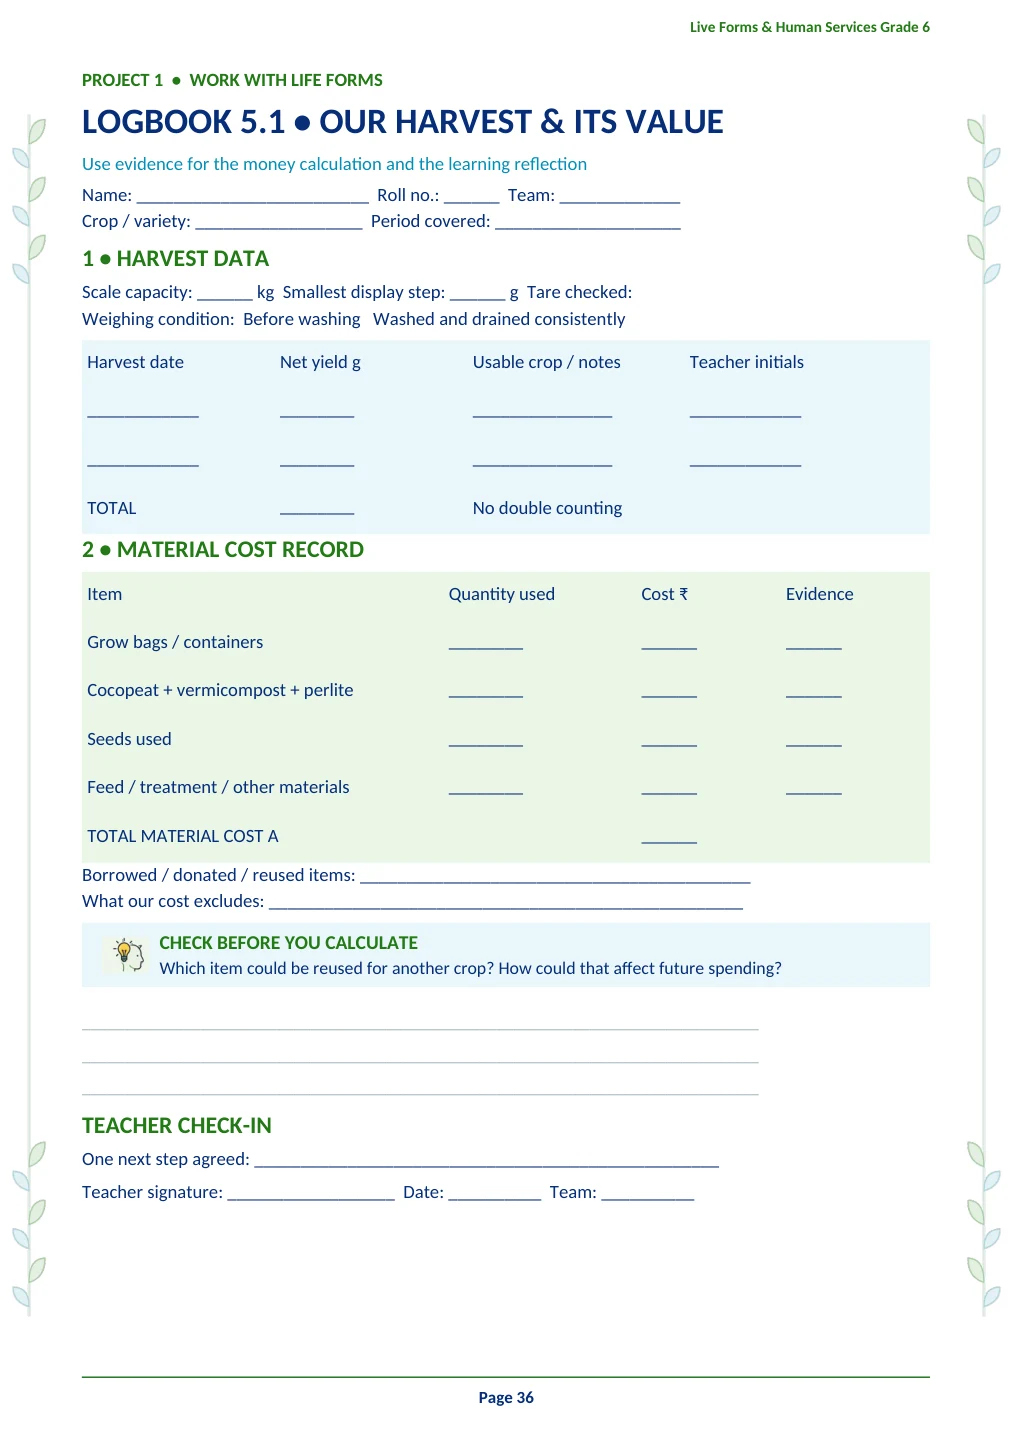 Live Forms & Human Services Grade 6
PROJECT 1 ● WORK WITH LIFE FORMS
LOGBOOK 5.1 ● OUR HARVEST & ITS VALUE
Use evidence for the money calculation and the learning reflection
Name: _________________________ Roll no.: ______ Team: _____________
Crop / variety: __________________ Period covered: ____________________
1 ● HARVEST DATA
Scale capacity: ______ kg Smallest display step: ______ g Tare checked:
Weighing condition: Before washing Washed and drained consistently
Harvest date Net yield g Usable crop / notes Teacher initials
____________ ________ _______________ ____________
____________ ________ _______________ ____________
TOTAL ________ No double counting
2 ● MATERIAL COST RECORD
Item Quantity used Cost ₹ Evidence
Grow bags / containers ________ ______ ______
Cocopeat + vermicompost + perlite ________ ______ ______
Seeds used ________ ______ ______
Feed / treatment / other materials ________ ______ ______
TOTAL MATERIAL COST A ______
Borrowed / donated / reused items: __________________________________________
What our cost excludes: ___________________________________________________
CHECK BEFORE YOU CALCULATE
Which item could be reused for another crop? How could that affect future spending?
TEACHER CHECK-IN
One next step agreed: __________________________________________________
Teacher signature: __________________ Date: __________ Team: __________
Page 36